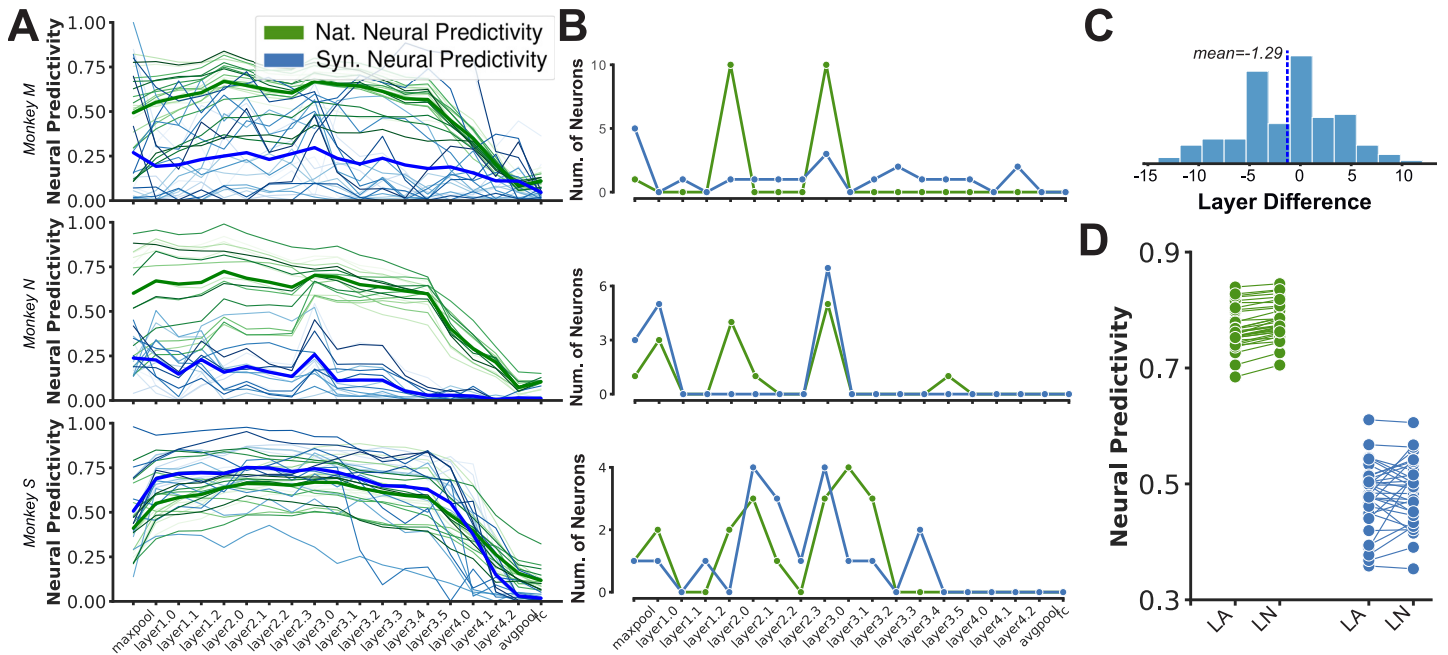 A
Monkey M
Neural Predictivity
1.00
0.75
0.50
0.25
0.00
Nat. Neural Predictivity
Syn. Neural Predictivity
Monkey N
Neural Predictivity
1.00
0.75
0.50
0.25
0.00
Monkey S
Neural Predictivity
1.00
0.75
0.50
0.25
0.00
maxpool
layer1.0
layer1.1
layer1.2
layer2.0
layer2.1
layer2.2
layer2.3
layer3.0
layer3.1
layer3.2
layer3.3
layer3.4
layer3.5
layer4.0
layer4.1
layer4.2
avgpool
fc
B
Num. of Neurons
10
5
0
Num. of Neurons
6
3
0
Num. of Neurons
4
2
0
maxpool
layer1.0
layer1.1
layer1.2
layer2.0
layer2.1
layer2.2
layer2.3
layer3.0
layer3.1
layer3.2
layer3.3
layer3.4
layer3.5
layer4.0
layer4.1
layer4.2
avgpool
fc
C
mean=-1.29
-15
-10
-5
0
5
10
Layer Difference
D
Neural Predictivity
0.9
0.7
0.5
0.3
LA
LN
LA
LN